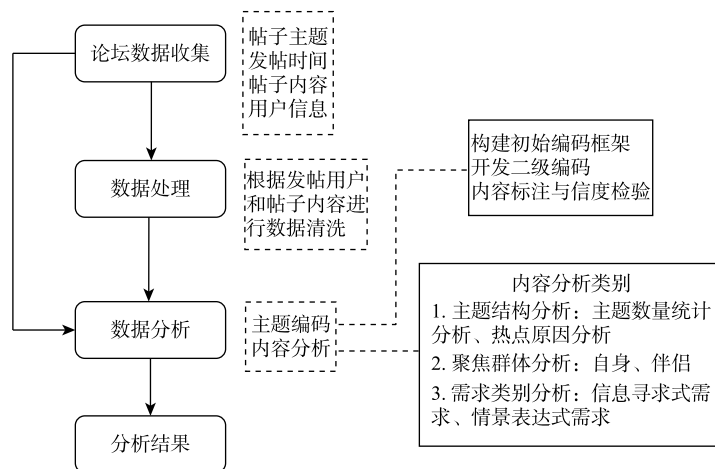 论坛数据收集
帖子主题
发帖时间
帖子内容
用户信息
数据处理
根据发帖用户
和帖子内容进
行数据清洗
构建初始编码框架
开发二级编码
内容标注与信度检验
数据分析
主题编码
内容分析
内容分析类别
1. 主题结构分析：主题数量统计
分析、热点原因分析
2. 聚焦群体分析：自身、伴侣
3. 需求类别分析：信息寻求式需
求、情景表达式需求
分析结果